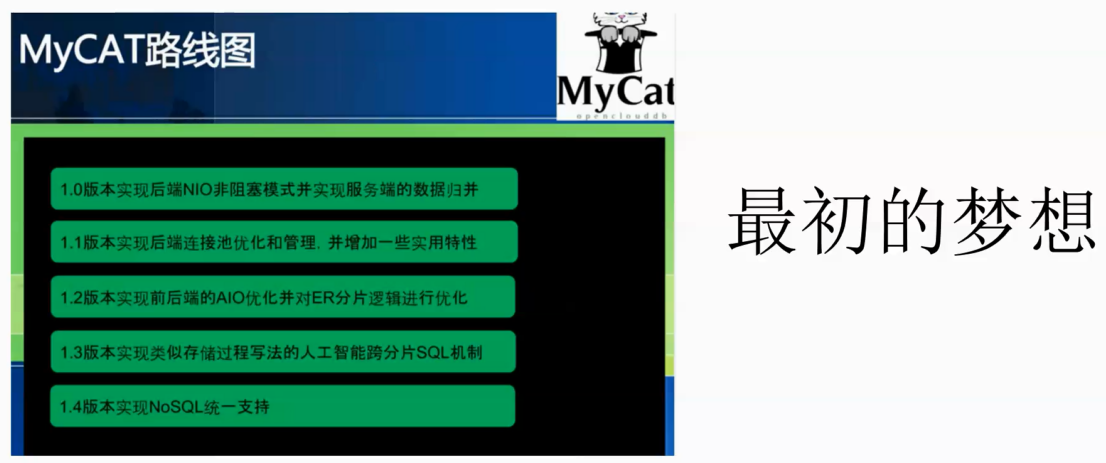 MyCAT路线图
MyCat
openclouddb
1.0版本实现后端NIO非阻塞模式并实现服务端的数据归并
1.1版本实现后端连接池优化和管理, 并增加一些实用特性
1.2版本实现前后端的AIO优化并对ER分片逻辑进行优化
1.3版本实现类似存储过程写法的人工智能跨分片SQL机制
1.4版本实现NoSQL统一支持
最初的梦想